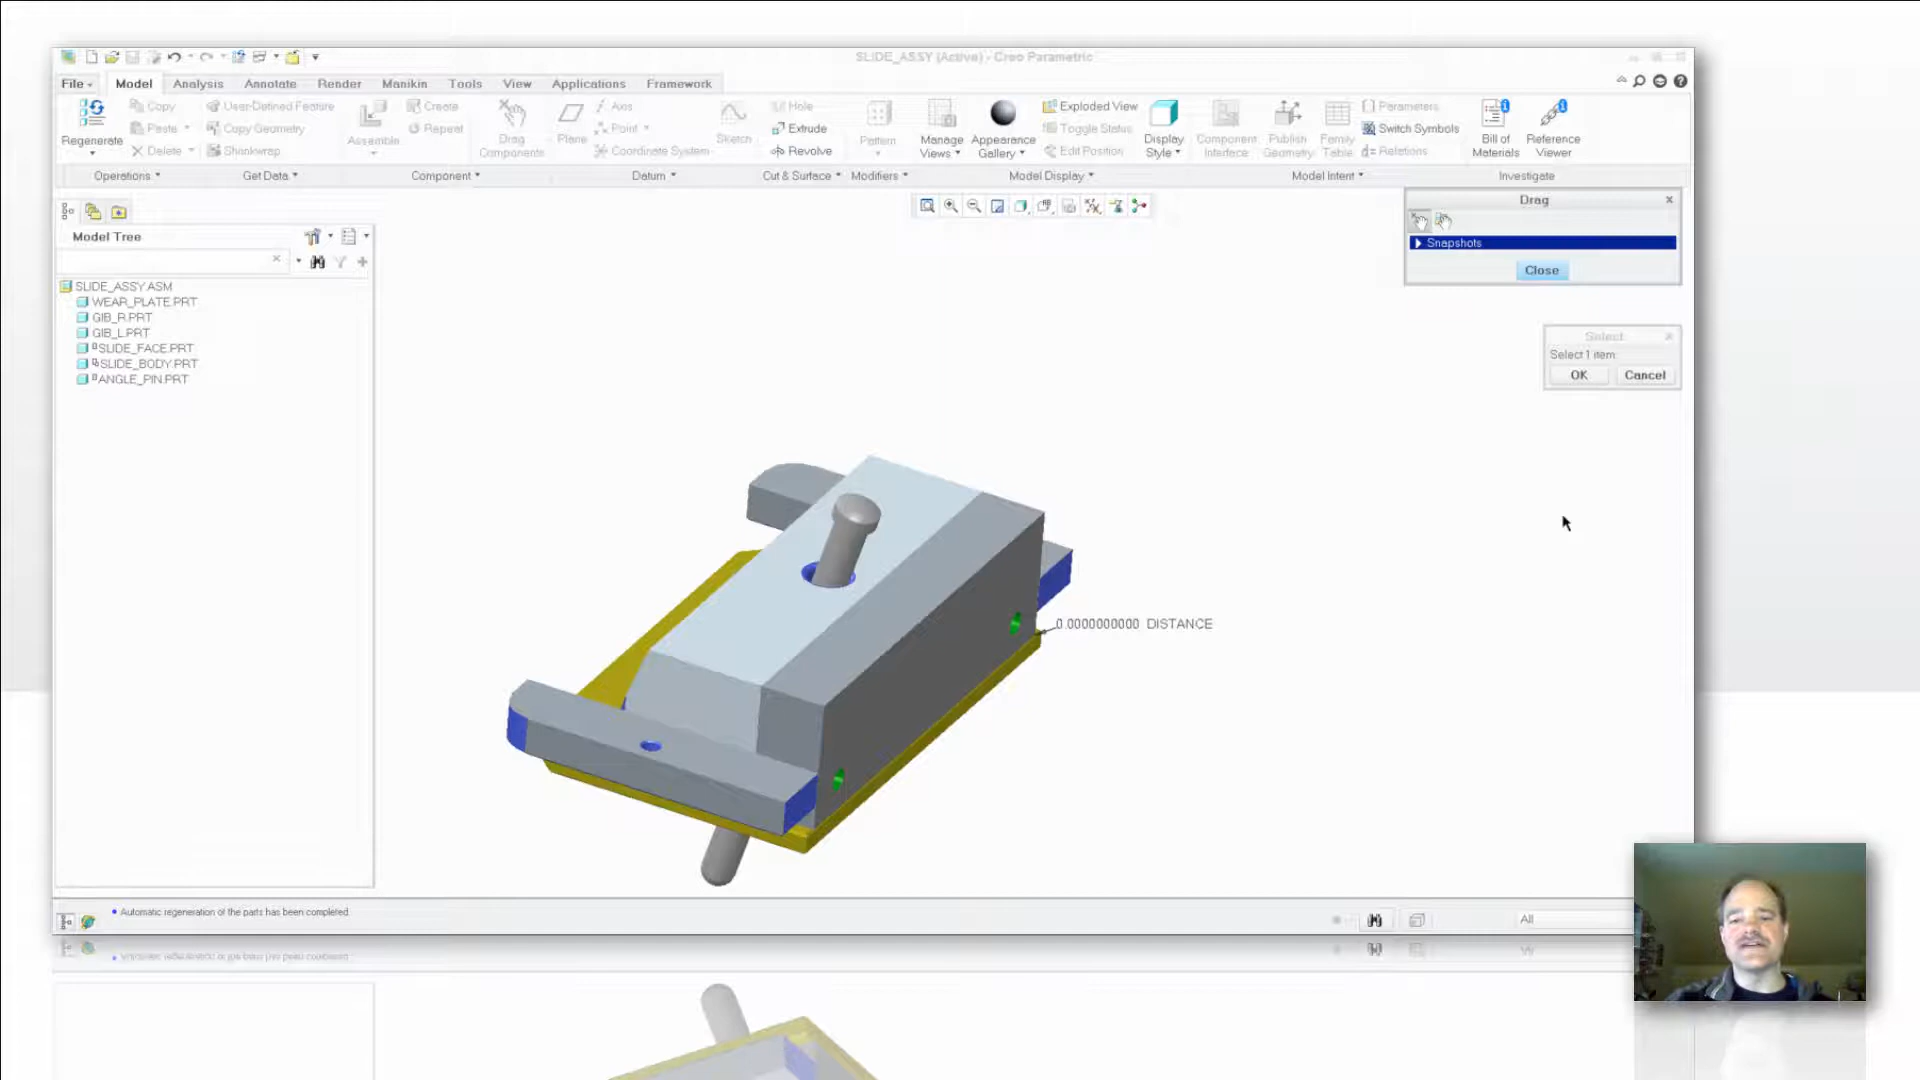 SLIDE_ASSY (Active) - Creo Parametric
File Model Analysis Annotate Render Manikin Tools View Applications Framework
Regenerate
Copy
Paste
Delete
User-Defined Feature
Copy Geometry
Shrinkwrap
Assemble
Create
Repeat
Drag
Components
Plane
Axis
Point
Coordinate System
Sketch
Hole
Extrude
Revolve
Pattern
Manage
Views
Appearance
Gallery
Exploded View
Toggle Status
Edit Position
Display
Style
Component
Interface
Publish
Geometry
Family
Table
Parameters
Switch Symbols
d= Relations
Bill of
Materials
Reference
Viewer
Operations Get Data Component Datum Cut & Surface Modifiers Model Display Model Intent Investigate
Model Tree
SLIDE_ASSY.ASM
WEAR_PLATE.PRT
GIB_R.PRT
GIB_L.PRT
SLIDE_FACE.PRT
SLIDE_BODY.PRT
ANGLE_PIN.PRT
Drag
Snapshots
Close
Select
Select 1 item.
OK Cancel
0.0000000000 DISTANCE
Automatic regeneration of the parts has been completed.
All